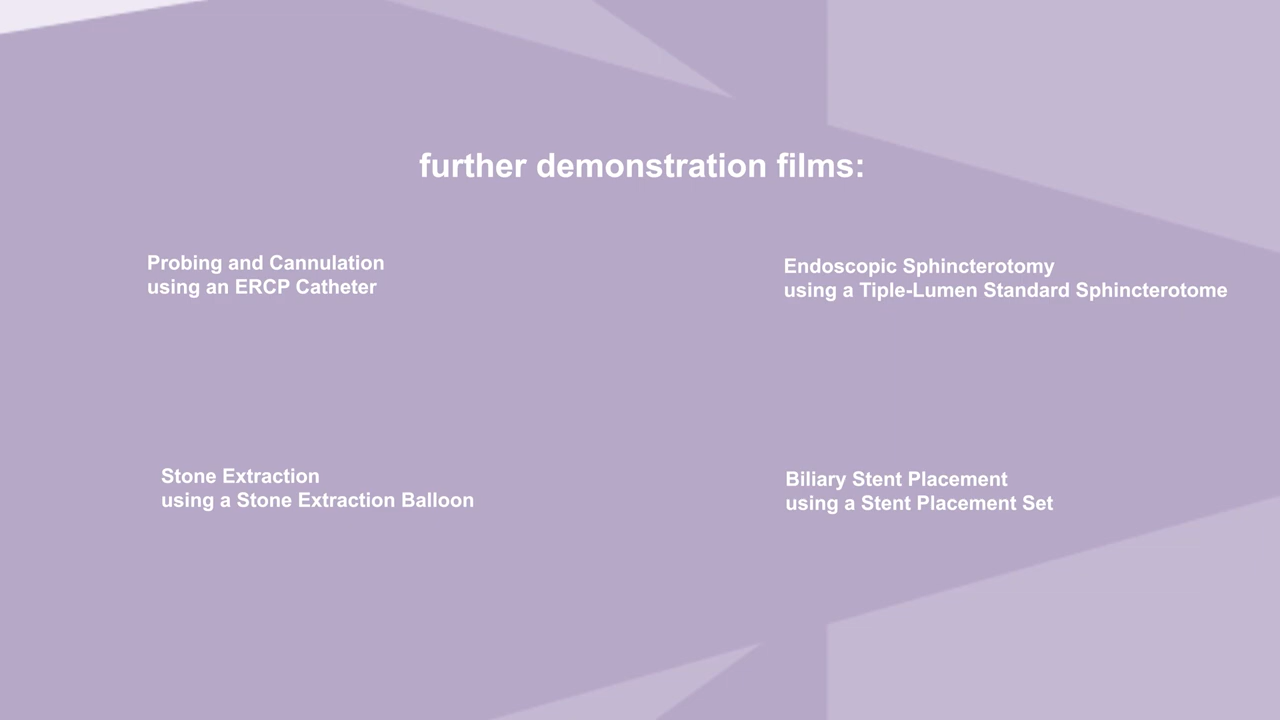 further demonstration films:
Probing and Cannulation
using an ERCP Catheter
Endoscopic Sphincterotomy
using a Tiple-Lumen Standard Sphincterotome
Stone Extraction
using a Stone Extraction Balloon
Biliary Stent Placement
using a Stent Placement Set